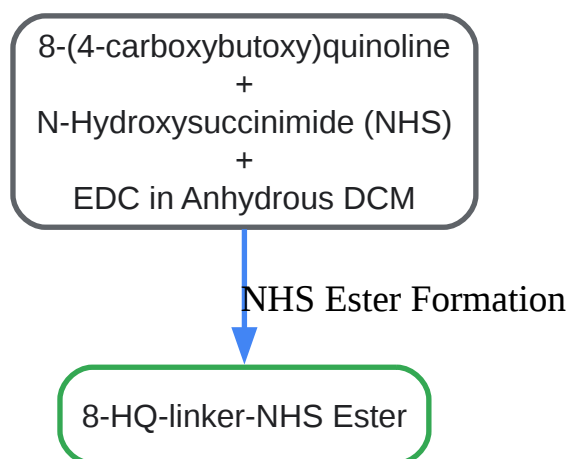 8-(4-carboxybutoxy)quinoline
+
N-Hydroxysuccinimide (NHS)
+
EDC in Anhydrous DCM
NHS Ester Formation
8-HQ-linker-NHS Ester